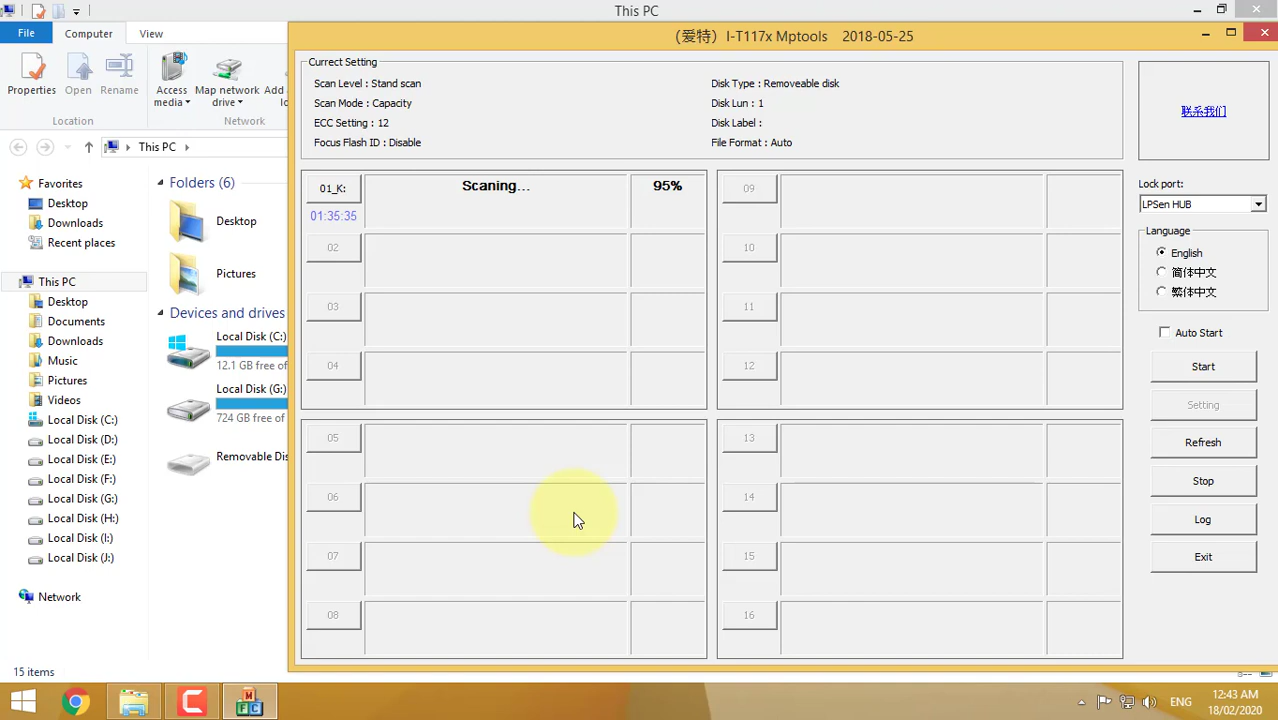 This PC
File
Computer
View
Properties
Open
Rename
Access media
Map network drive
Add
Location
Network
This PC
Favorites
Desktop
Downloads
Recent places
This PC
Desktop
Documents
Downloads
Music
Pictures
Videos
Local Disk (C:)
Local Disk (D:)
Local Disk (E:)
Local Disk (F:)
Local Disk (G:)
Local Disk (H:)
Local Disk (I:)
Local Disk (J:)
Network
Folders (6)
Desktop
Pictures
Devices and drives
Local Disk (C:)
12.1 GB free of
Local Disk (G:)
724 GB free of
Removable Dis
15 items
（爱特）I-T117x Mptools 2018-05-25
Currect Setting
Scan Level : Stand scan
Scan Mode : Capacity
ECC Setting : 12
Focus Flash ID : Disable
Disk Type : Removeable disk
Disk Lun : 1
Disk Label :
File Format : Auto
01_K:
Scaning...
95%
01:35:35
02
03
04
05
06
07
08
09
10
11
12
13
14
15
16
联系我们
Lock port:
LPSen HUB
Language
English
简体中文
繁体中文
Auto Start
Start
Setting
Refresh
Stop
Log
Exit
M
F C
ENG
12:43 AM
18/02/2020